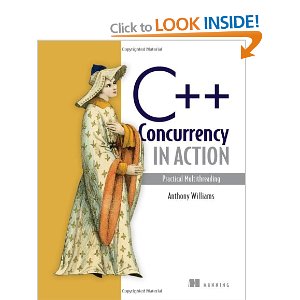 Click to LOOK INSIDE!
C++
Concurrency
IN ACTION
Practical Multithreading
Anthony Williams
MANNING